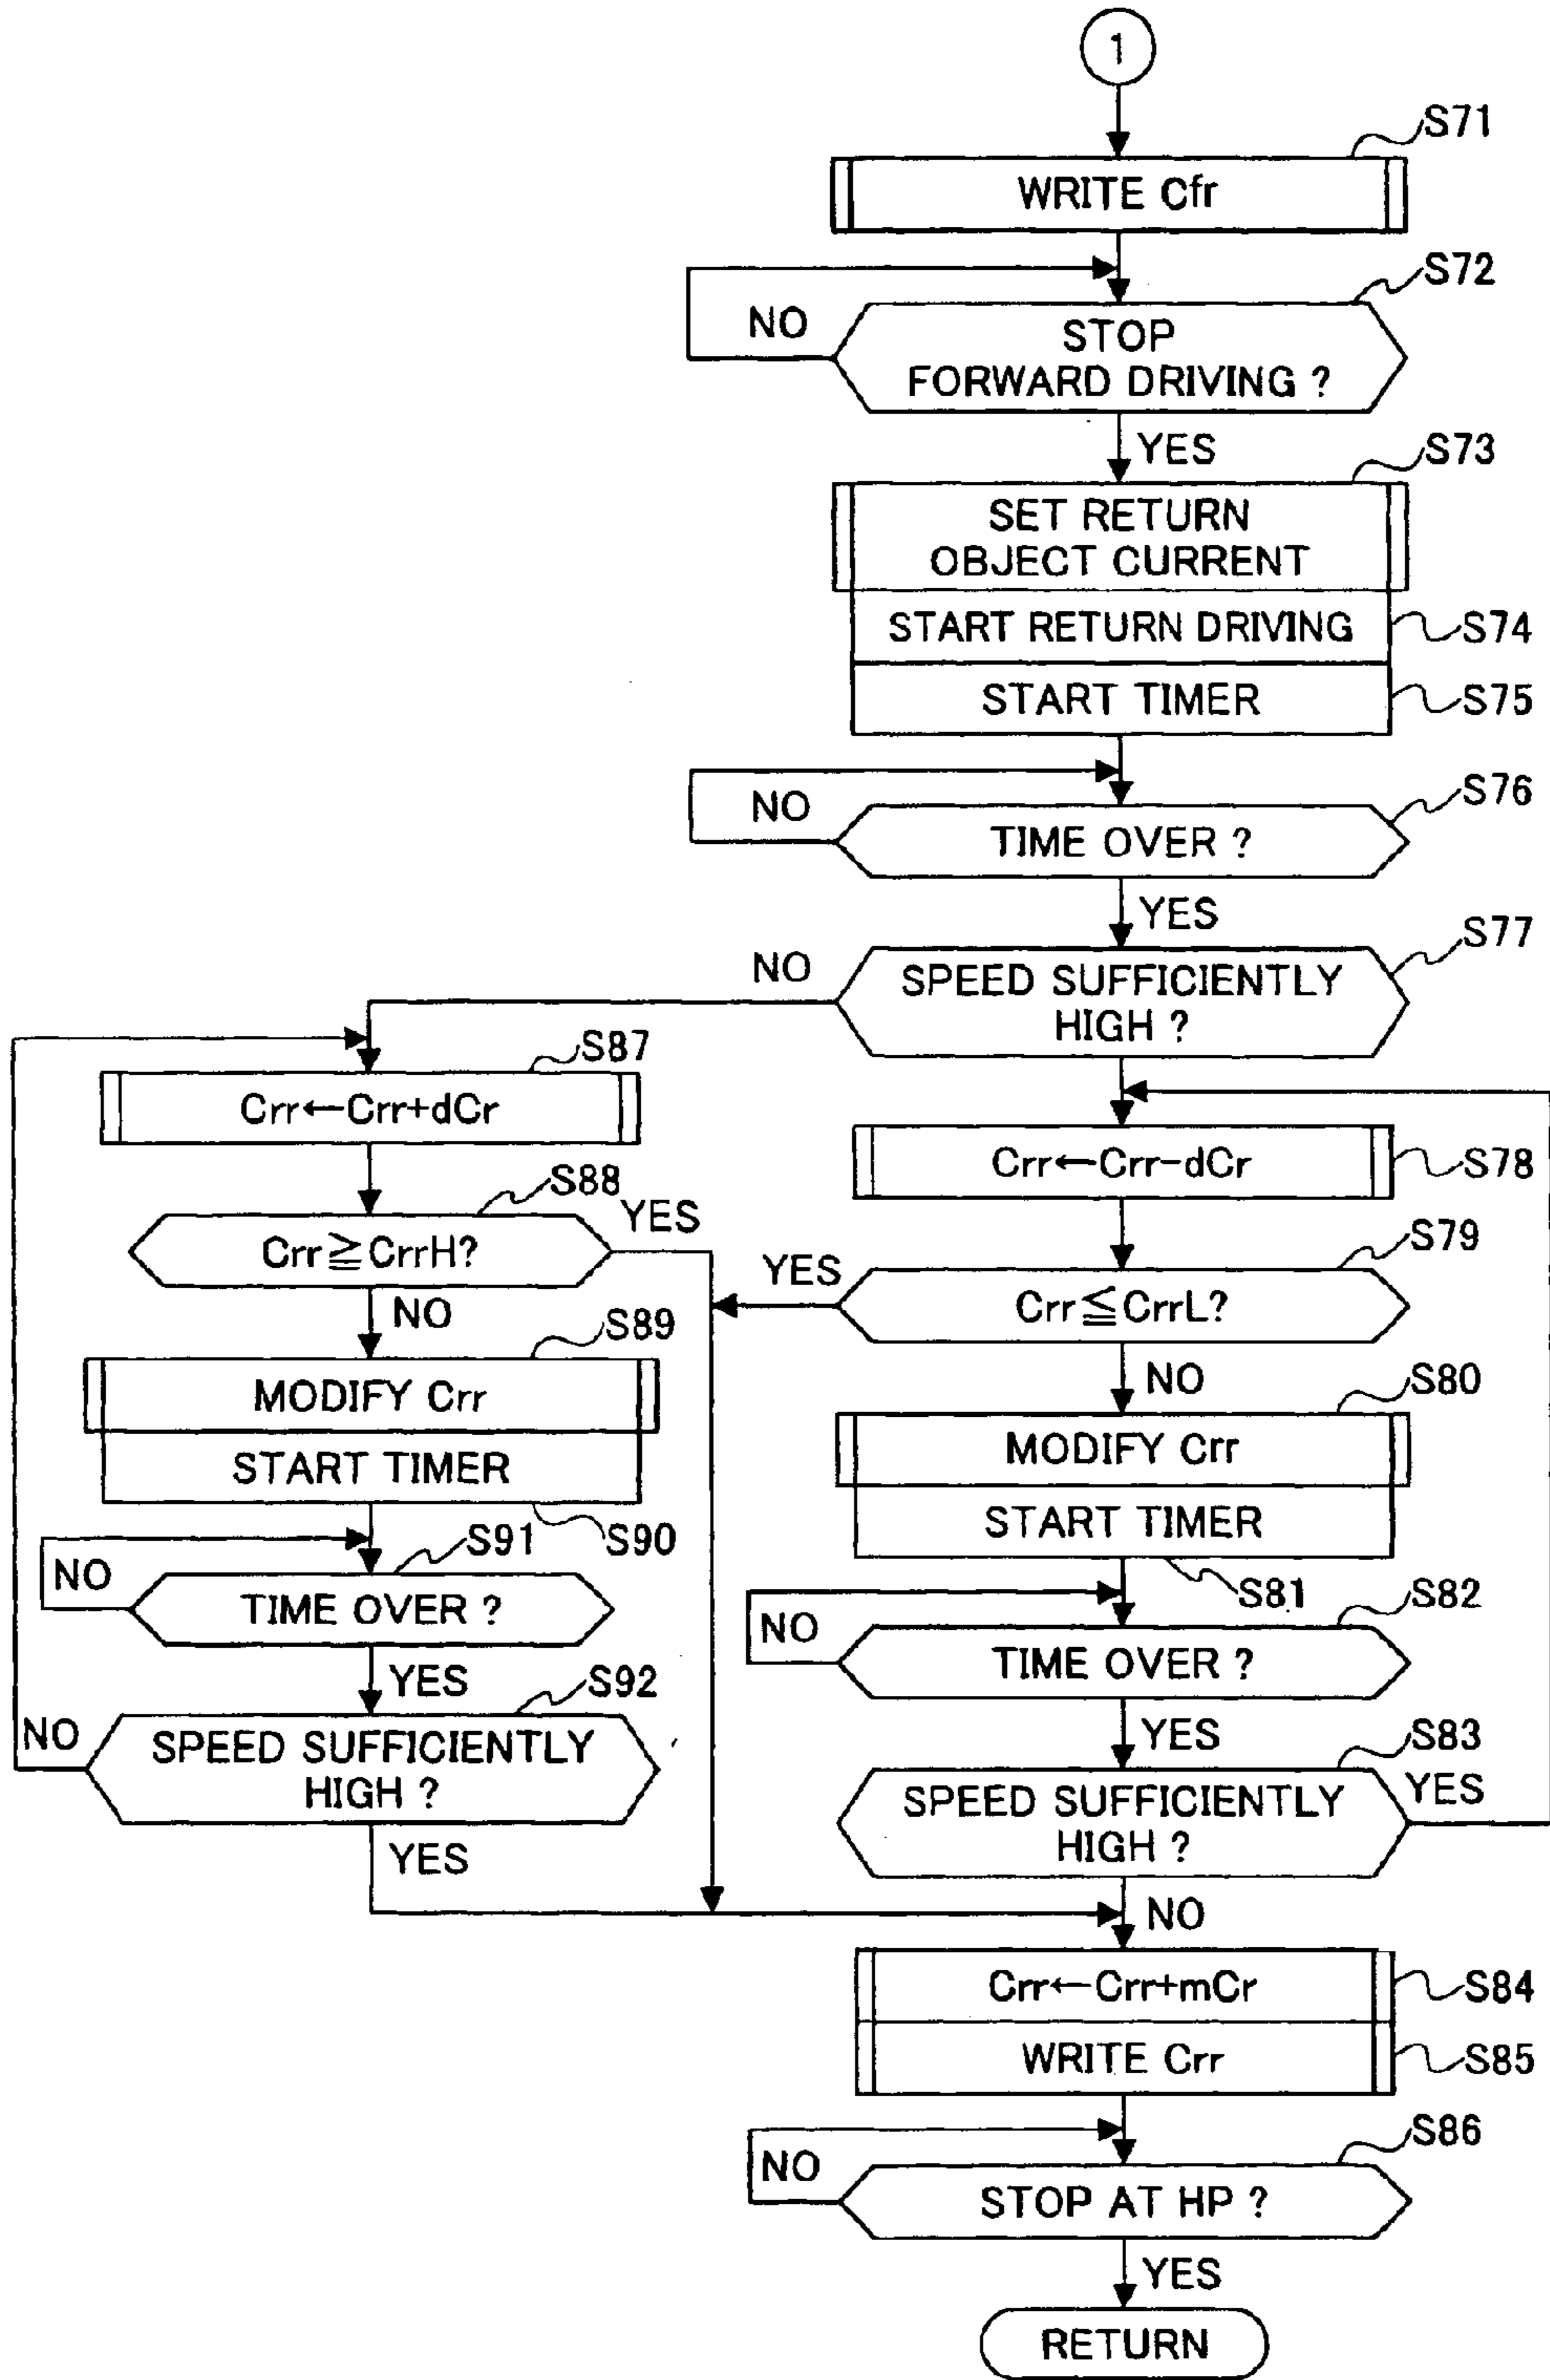 1
S71
WRITE Cfr
S72
NO
STOP
FORWARD DRIVING ?
YES
S73
SET RETURN
OBJECT CURRENT
START RETURN DRIVING
S74
START TIMER
S75
S76
NO
TIME OVER ?
YES
S77
NO
SPEED SUFFICIENTLY
HIGH ?
S87
Crr←Crr+dCr
S88
YES
Crr≧CrrH?
NO
S89
MODIFY Crr
START TIMER
S90
S91
NO
TIME OVER ?
YES
S92
NO
SPEED SUFFICIENTLY
HIGH ?
YES
Crr←Crr-dCr
S78
S79
YES
Crr≦CrrL?
NO
S80
MODIFY Crr
START TIMER
S81
S82
NO
TIME OVER ?
YES
S83
SPEED SUFFICIENTLY
HIGH ?
YES
NO
Crr←Crr+mCr
S84
WRITE Crr
S85
S86
NO
STOP AT HP ?
YES
RETURN